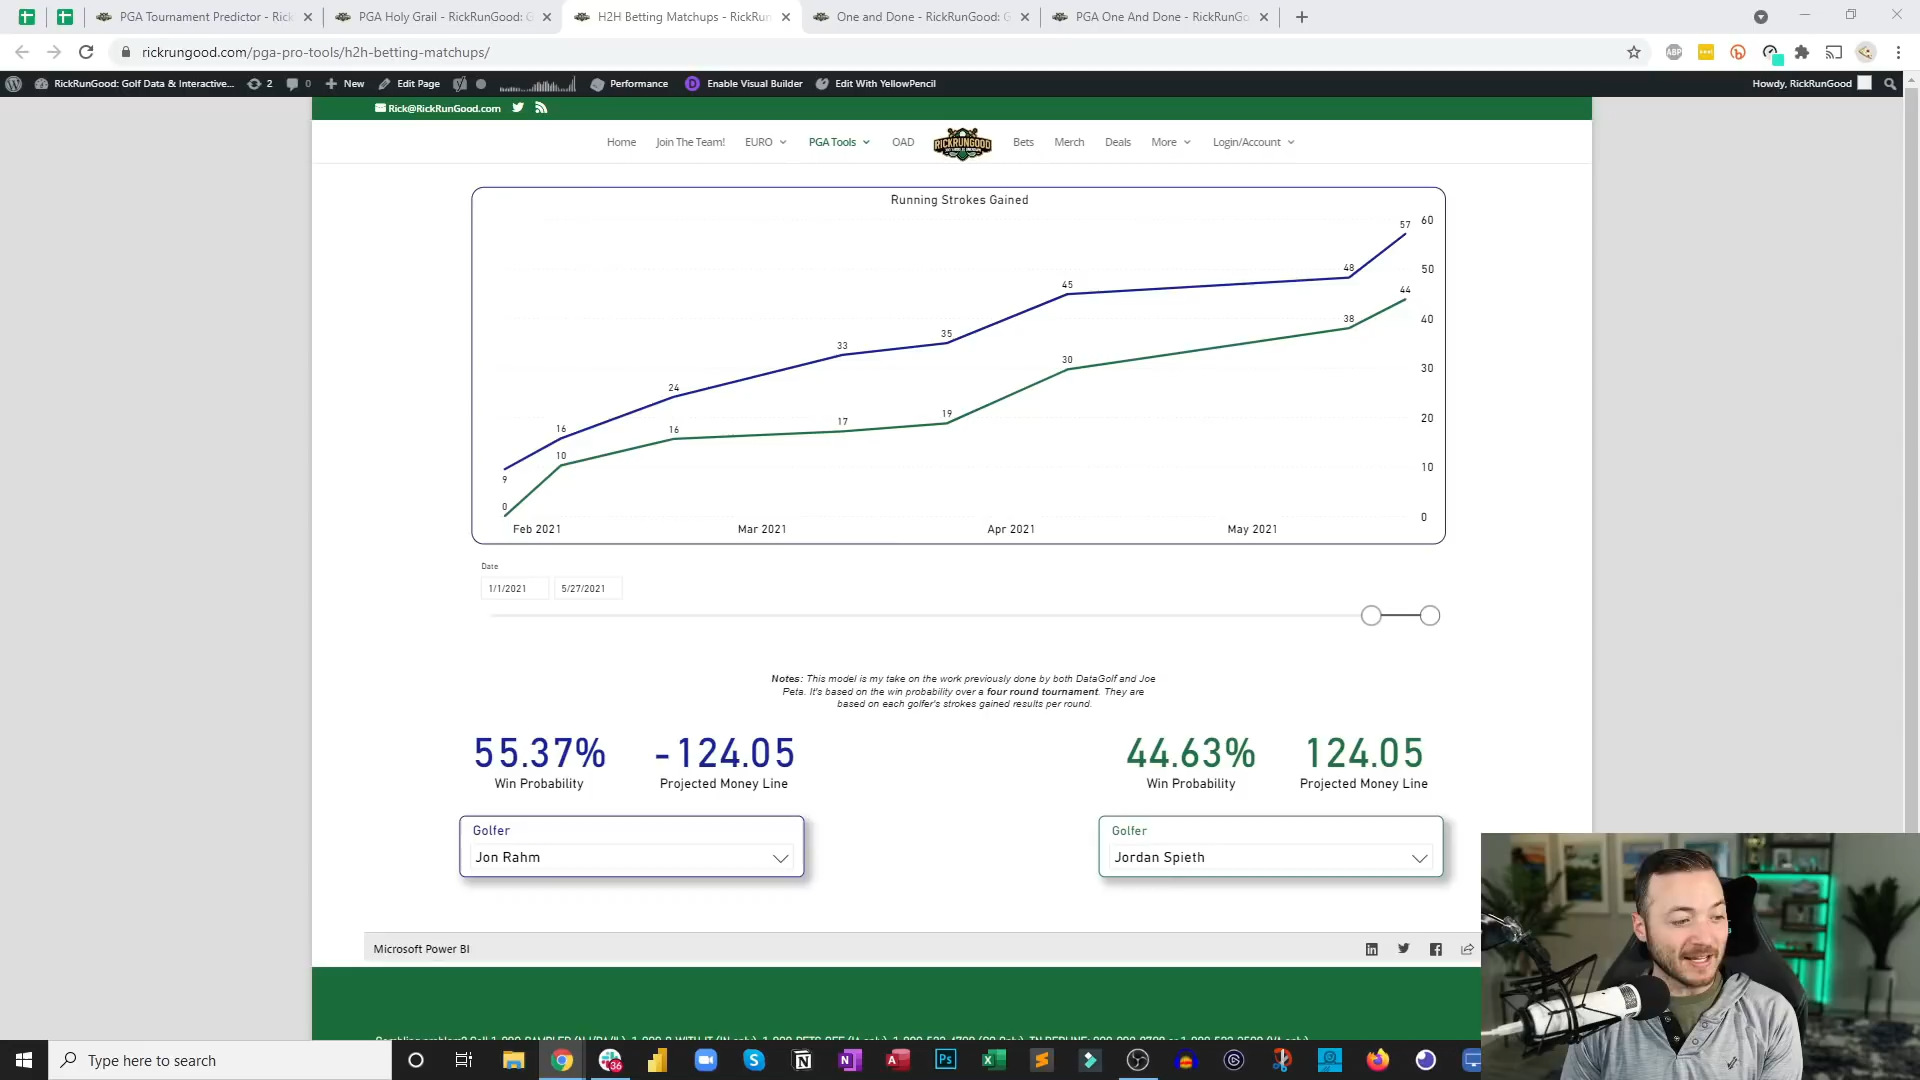 PGA Tournament Predictor - Rick
PGA Holy Grail - RickRunGood: G
H2H Betting Matchups - RickRun
One and Done - RickRunGood: G
PGA One And Done - RickRunGo
rickrungood.com/pga-pro-tools/h2h-betting-matchups/
ABP
RickRunGood: Golf Data & Interactive...
2
0
New
Edit Page
Performance
D
Enable Visual Builder
Edit With YellowPencil
Howdy, RickRunGood
Rick@RickRunGood.com
Home
Join The Team!
EURO
PGA Tools
OAD
RICKRUNGOOD
Bets
Merch
Deals
More
Login/Account
Running Strokes Gained
57
60
48
50
45
44
40
38
35
33
30
30
24
20
19
17
16
16
10
10
9
0
0
Feb 2021
Mar 2021
Apr 2021
May 2021
Date
1/1/2021
5/27/2021
Notes: This model is my take on the work previously done by both DataGolf and Joe
Peta. It's based on the win probability over a four round tournament. They are
based on each golfer's strokes gained results per round.
55.37%
-124.05
44.63%
124.05
Win Probability
Projected Money Line
Win Probability
Projected Money Line
Golfer
Jon Rahm
Golfer
Jordan Spieth
Microsoft Power BI
Type here to search
36
S
N
N
A
Ps
X